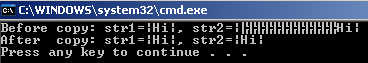 C:\WINDOWS\system32\cmd.exe
Before copy: str1=¦Hi¦, str2=¦╠╠╠╠╠╠╠╠╠╠╠╠Hi¦
After  copy: str1=¦Hi¦, str2=¦Hi¦
Press any key to continue . . .